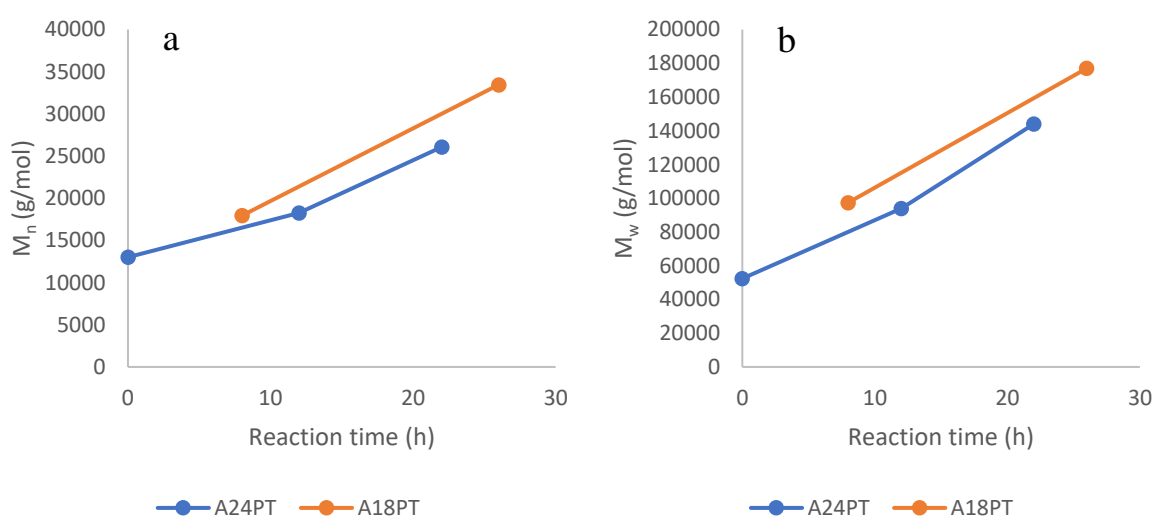 a
40000
35000
30000
25000
20000
15000
10000
5000
0
M_n (g/mol)
0 10 20 30
Reaction time (h)
A24PT A18PT
b
200000
180000
160000
140000
120000
100000
80000
60000
40000
20000
0
M_w (g/mol)
0 10 20 30
Reaction time (h)
A24PT A18PT